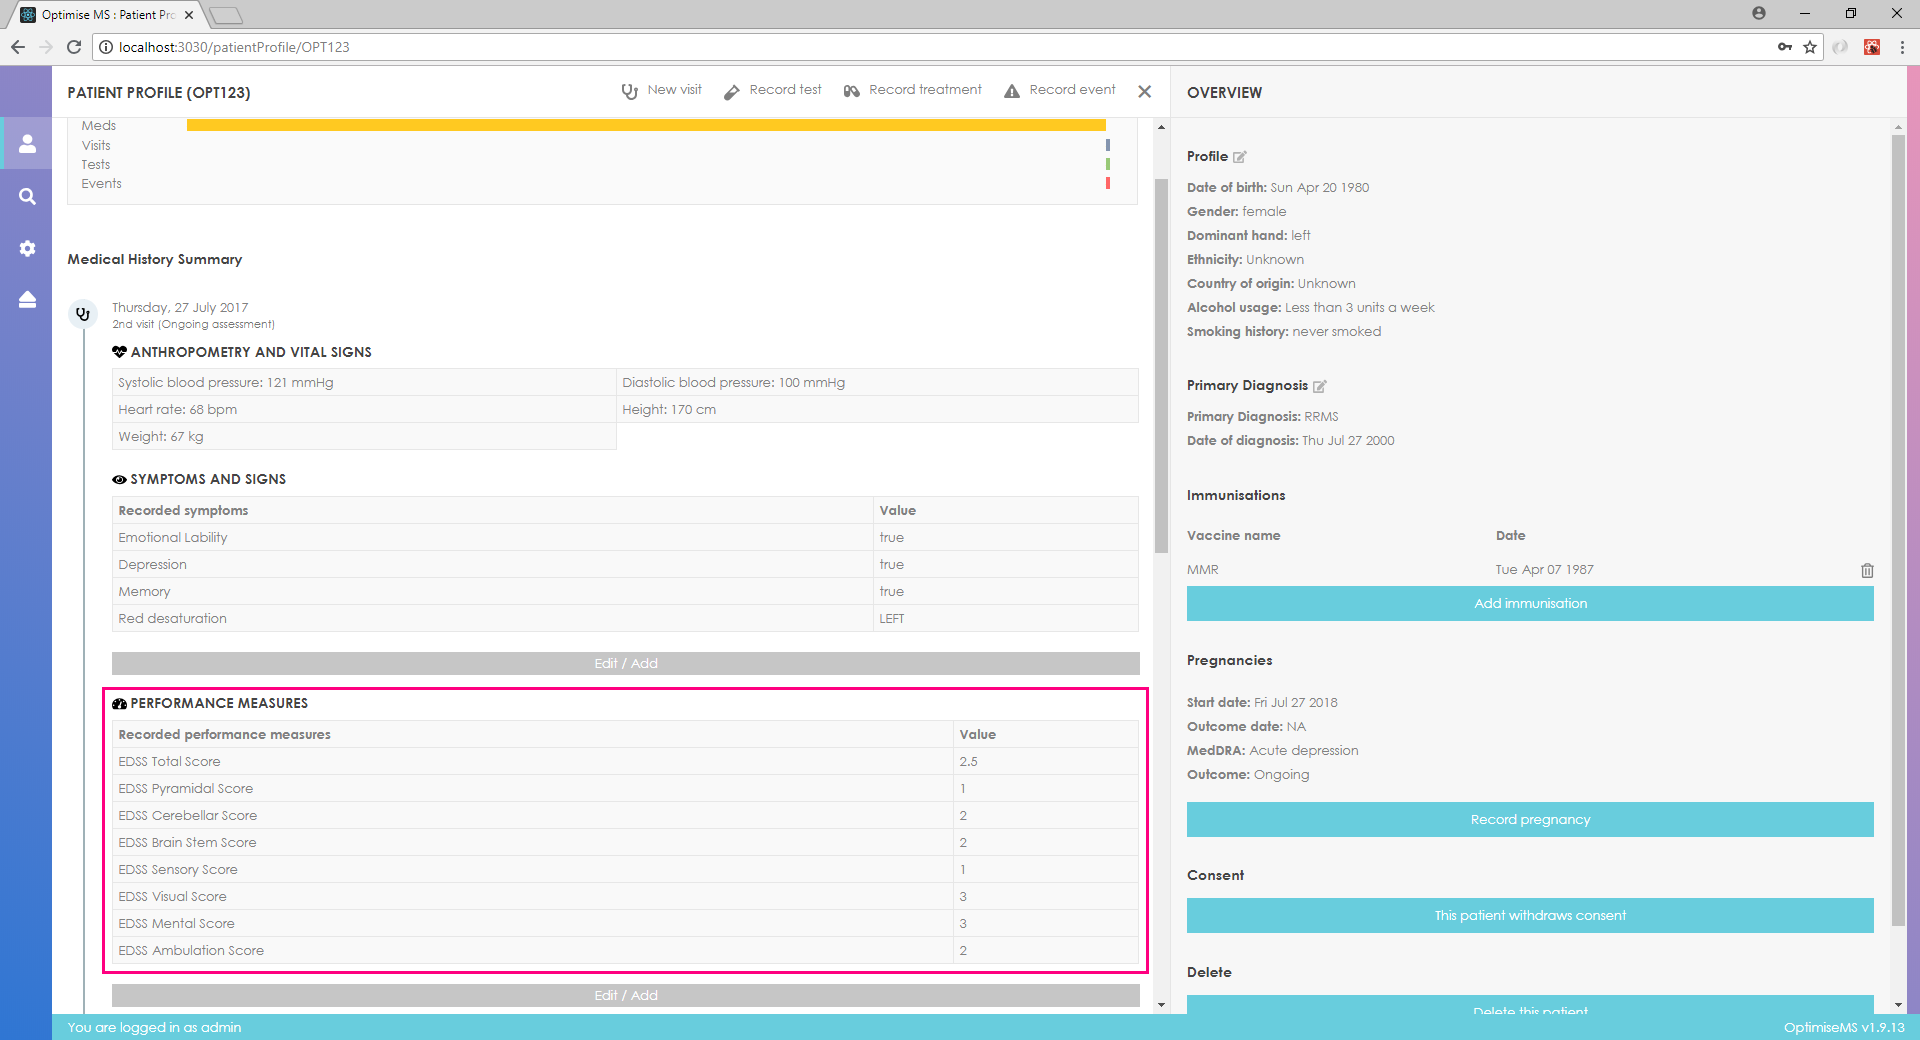 Optimise MS : Patient Pro
localhost:3030/patientProfile/OPT123
PATIENT PROFILE (OPT123)
New visit
Record test
Record treatment
Record event
Meds
Visits
Tests
Events
Medical History Summary
Thursday, 27 July 2017
2nd visit (Ongoing assessment)
ANTHROPOMETRY AND VITAL SIGNS
Systolic blood pressure: 121 mmHg
Diastolic blood pressure: 100 mmHg
Heart rate: 68 bpm
Height: 170 cm
Weight: 67 kg
SYMPTOMS AND SIGNS
Recorded symptoms
Value
Emotional Lability
true
Depression
true
Memory
true
Red desaturation
LEFT
Edit / Add
PERFORMANCE MEASURES
Recorded performance measures
Value
EDSS Total Score
2.5
EDSS Pyramidal Score
1
EDSS Cerebellar Score
2
EDSS Brain Stem Score
2
EDSS Sensory Score
1
EDSS Visual Score
3
EDSS Mental Score
3
EDSS Ambulation Score
2
Edit / Add
OVERVIEW
Profile
Date of birth: Sun Apr 20 1980
Gender: female
Dominant hand: left
Ethnicity: Unknown
Country of origin: Unknown
Alcohol usage: Less than 3 units a week
Smoking history: never smoked
Primary Diagnosis
Primary Diagnosis: RRMS
Date of diagnosis: Thu Jul 27 2000
Immunisations
Vaccine name
Date
MMR
Tue Apr 07 1987
Add immunisation
Pregnancies
Start date: Fri Jul 27 2018
Outcome date: NA
MedDRA: Acute depression
Outcome: Ongoing
Record pregnancy
Consent
This patient withdraws consent
Delete
Delete this patient
You are logged in as admin
OptimiseMS v1.9.13